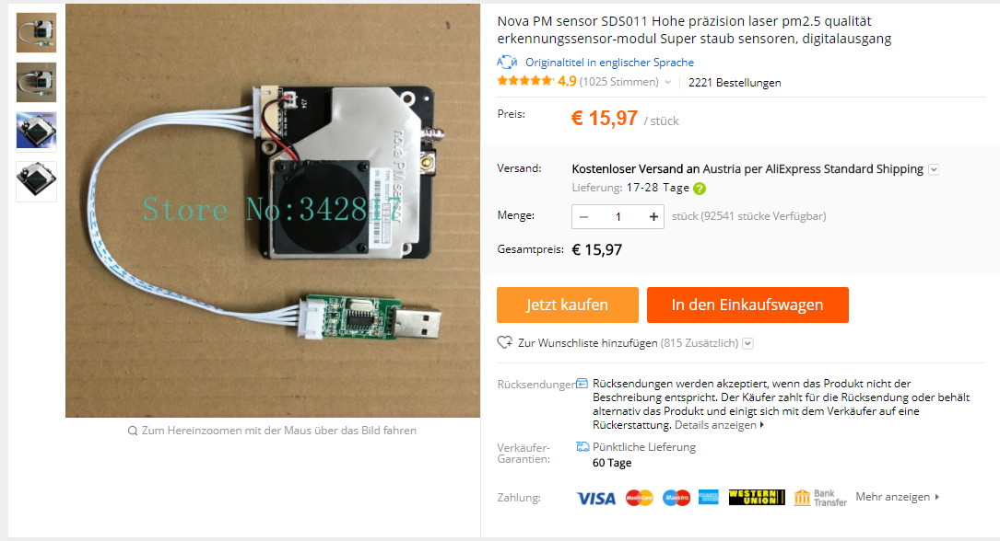 Nova PM sensor SDS011 Hohe präzision laser pm2.5 qualität
erkennungssensor-modul Super staub sensoren, digitalausgang
Originaltitel in englischer Sprache
4.9 (1025 Stimmen) 2221 Bestellungen
Preis: € 15,97 / stück
Versand: Kostenloser Versand an Austria per AliExpress Standard Shipping
Lieferung: 17-28 Tage ?
Menge: − 1 + stück (92541 stücke Verfügbar)
Gesamtpreis: € 15,97
Jetzt kaufen In den Einkaufswagen
Zur Wunschliste hinzufügen (815 Zusätzlich)
Rücksendungen Rücksendungen werden akzeptiert, wenn das Produkt nicht der
Beschreibung entspricht. Der Käufer zahlt für die Rücksendung oder behält
alternativ das Produkt und einigt sich mit dem Verkäufer auf eine
Rückerstattung. Details anzeigen
Verkäufer-
Garantien:
Pünktliche Lieferung
60 Tage
Zahlung: VISA MasterCard Maestro WESTERN UNION Bank Transfer Mehr anzeigen
nova PM sensor
Store No:3428
Zum Hereinzoomen mit der Maus über das Bild fahren